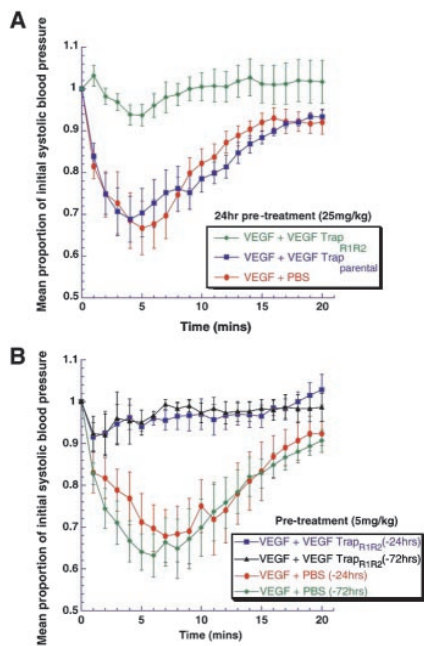 A
Mean proportion of initial systolic blood pressure
1.1
1
0.9
0.8
0.7
0.6
0.5
24hr pre-treatment (25mg/kg)
VEGF + VEGF Trap R1R2
VEGF + VEGF Trap parental
VEGF + PBS
0 5 10 15 20
Time (mins)
B
Mean proportion of initial systolic blood pressure
1.1
1
0.9
0.8
0.7
0.6
0.5
Pre-treatment (5mg/kg)
VEGF + VEGF TrapR1R2(-24hrs)
VEGF + VEGF TrapR1R2(-72hrs)
VEGF + PBS (-24hrs)
VEGF + PBS (-72hrs)
0 5 10 15 20
Time (mins)